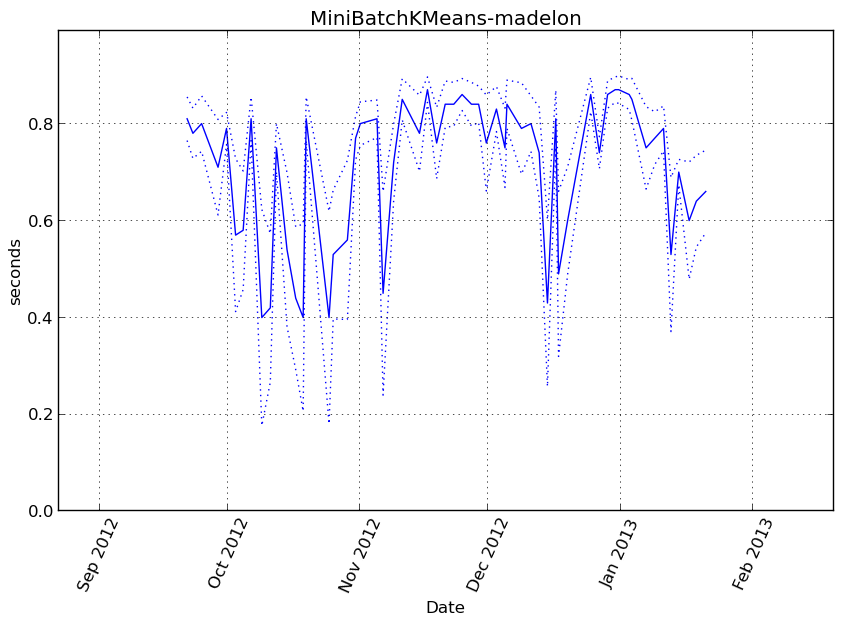 MiniBatchKMeans-madelon
seconds
0.8
0.6
0.4
0.2
0.0
Sep 2012
Oct 2012
Nov 2012
Dec 2012
Jan 2013
Feb 2013
Date